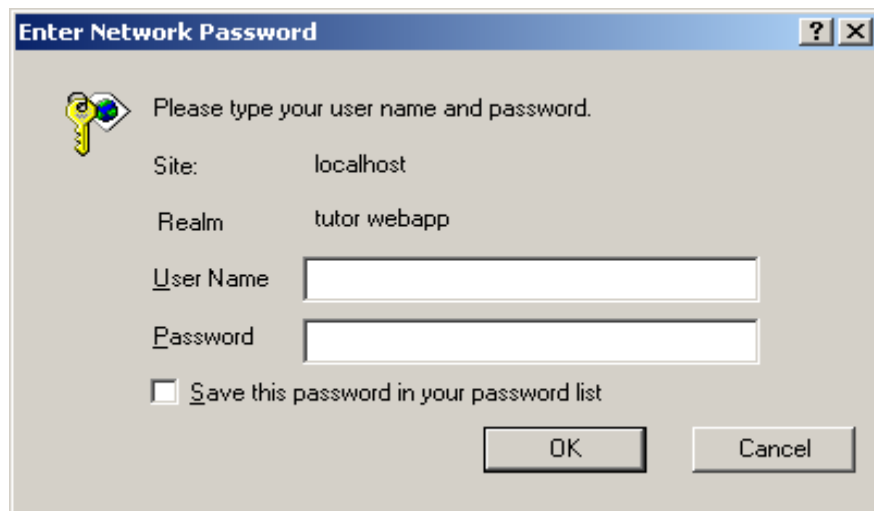 Enter Network Password
Please type your user name and password.
Site: localhost
Realm tutor webapp
User Name
Password
Save this password in your password list
OK Cancel